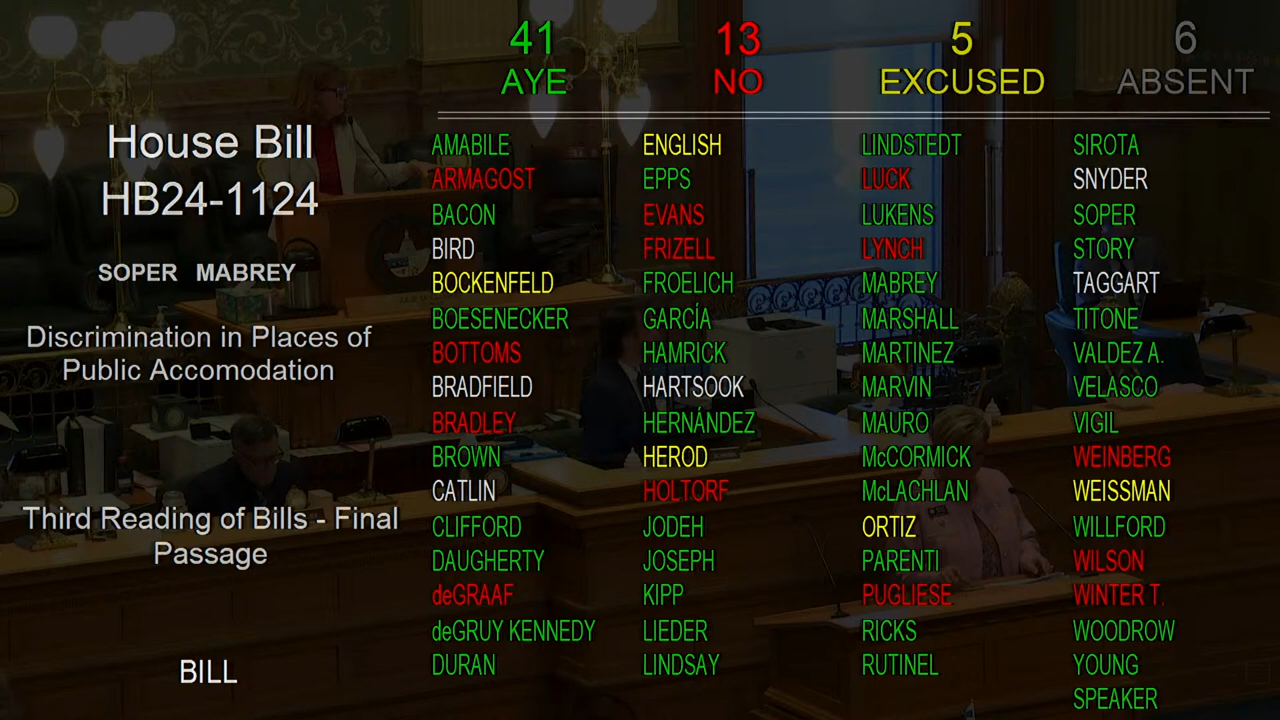 41
AYE
13
NO
5
EXCUSED
6
ABSENT
House Bill
HB24-1124
SOPER MABREY
Discrimination in Places of
Public Accomodation
Third Reading of Bills - Final
Passage
BILL
AMABILE
ARMAGOST
BACON
BIRD
BOCKENFELD
BOESENECKER
BOTTOMS
BRADFIELD
BRADLEY
BROWN
CATLIN
CLIFFORD
DAUGHERTY
deGRAAF
deGRUY KENNEDY
DURAN
ENGLISH
EPPS
EVANS
FRIZELL
FROELICH
GARCÍA
HAMRICK
HARTSOOK
HERNÁNDEZ
HEROD
HOLTORF
JODEH
JOSEPH
KIPP
LIEDER
LINDSAY
LINDSTEDT
LUCK
LUKENS
LYNCH
MABREY
MARSHALL
MARTINEZ
MARVIN
MAURO
McCORMICK
McLACHLAN
ORTIZ
PARENTI
PUGLIESE
RICKS
RUTINEL
SIROTA
SNYDER
SOPER
STORY
TAGGART
TITONE
VALDEZ A.
VELASCO
VIGIL
WEINBERG
WEISSMAN
WILLFORD
WILSON
WINTER T.
WOODROW
YOUNG
SPEAKER